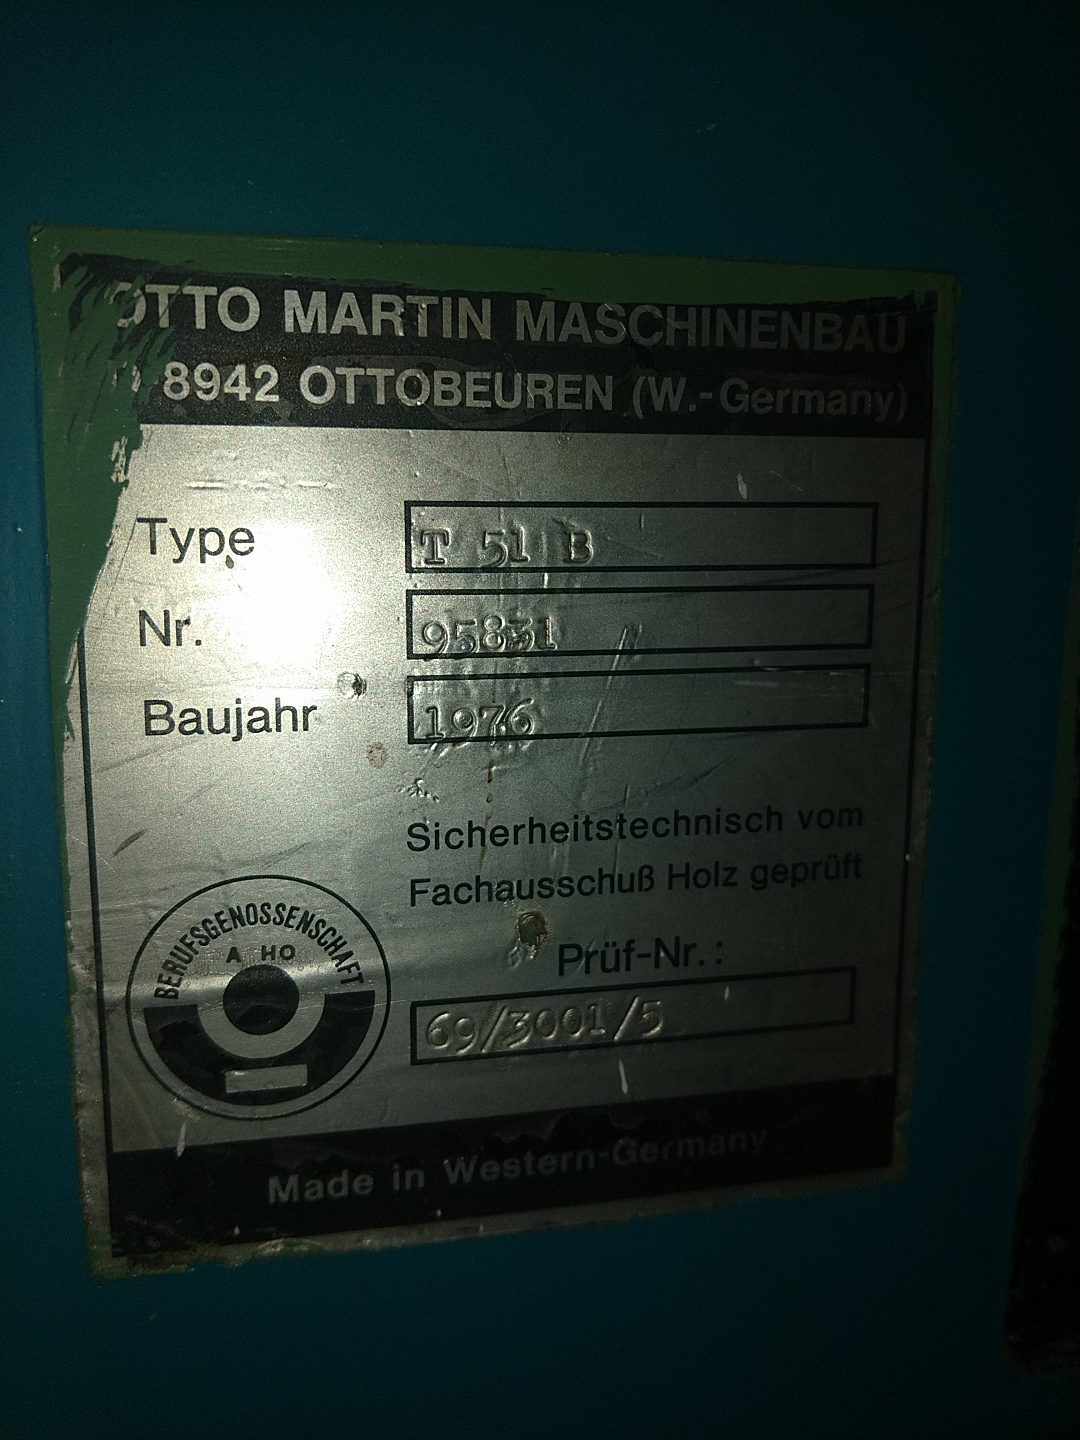 OTTO MARTIN MASCHINENBAU
8942 OTTOBEUREN (W.-Germany)
Type T 51 B
Nr. 95831
Baujahr 1976
Sicherheitstechnisch vom
Fachausschuß Holz geprüft
Prüf-Nr.:
69/3001/5
BERUFSGENOSSENSCHAFT
A HO
Made in Western-Germany